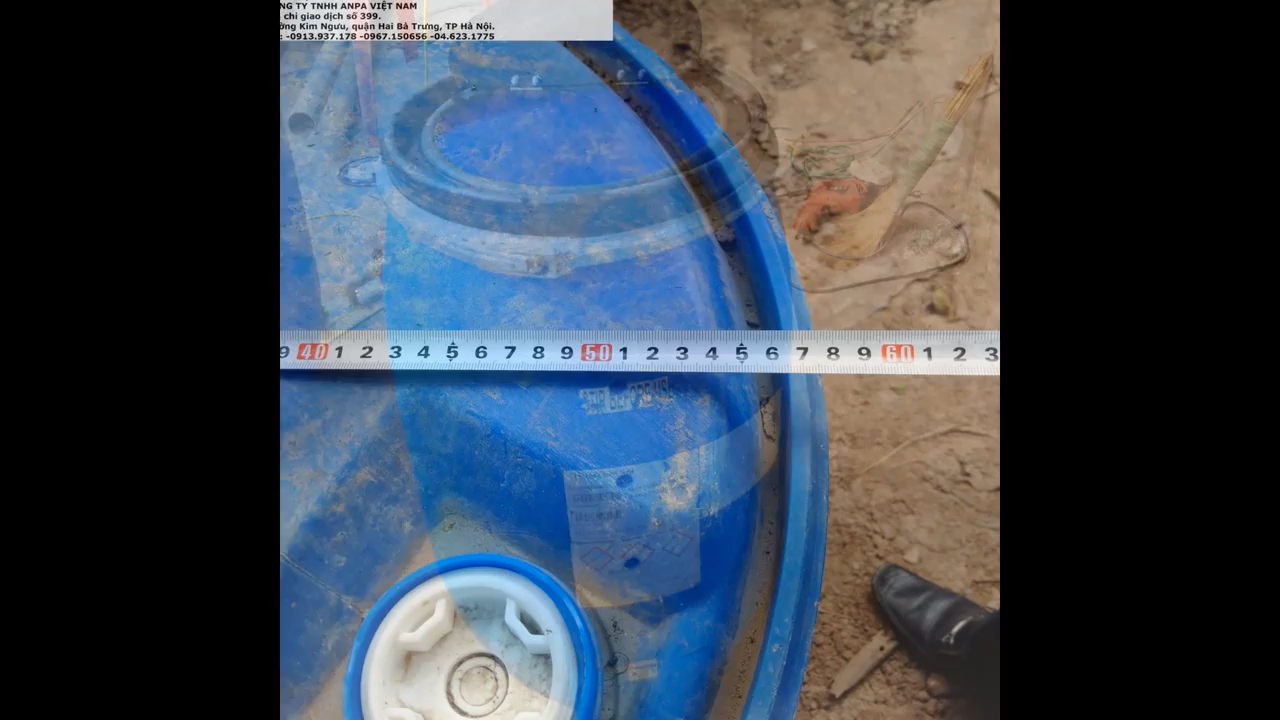 NG TY TNHH ANPA VIỆT NAM
chỉ giao dịch số 399.
ờng Kim Ngưu, quận Hai Bà Trưng, TP Hà Nội.
: -0913.937.178 -0967.150656 -04.623.1775
9 40 1 2 3 4 5 6 7 8 9 50 1 2 3 4 5 6 7 8 9 60 1 2 3
BEFORE